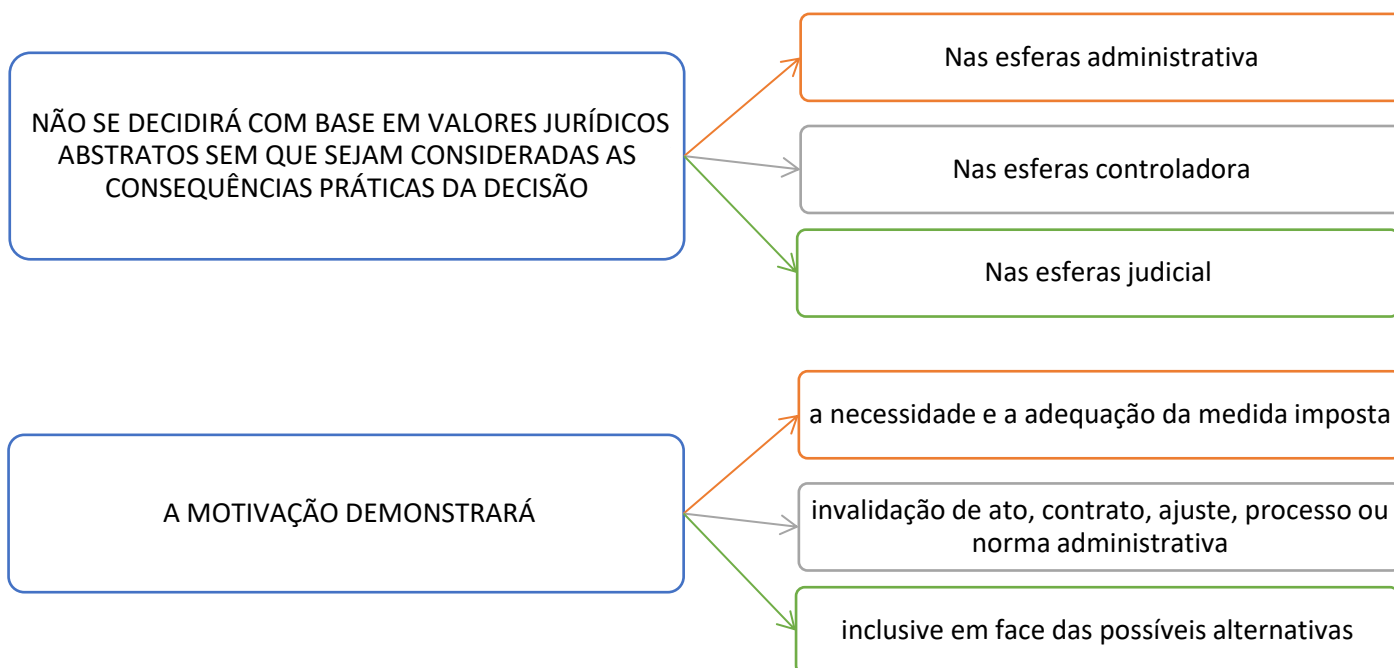 NÃO SE DECIDIRÁ COM BASE EM VALORES JURÍDICOS
ABSTRATOS SEM QUE SEJAM CONSIDERADAS AS
CONSEQUÊNCIAS PRÁTICAS DA DECISÃO
Nas esferas administrativa
Nas esferas controladora
Nas esferas judicial
A MOTIVAÇÃO DEMONSTRARÁ
a necessidade e a adequação da medida imposta
invalidação de ato, contrato, ajuste, processo ou
norma administrativa
inclusive em face das possíveis alternativas